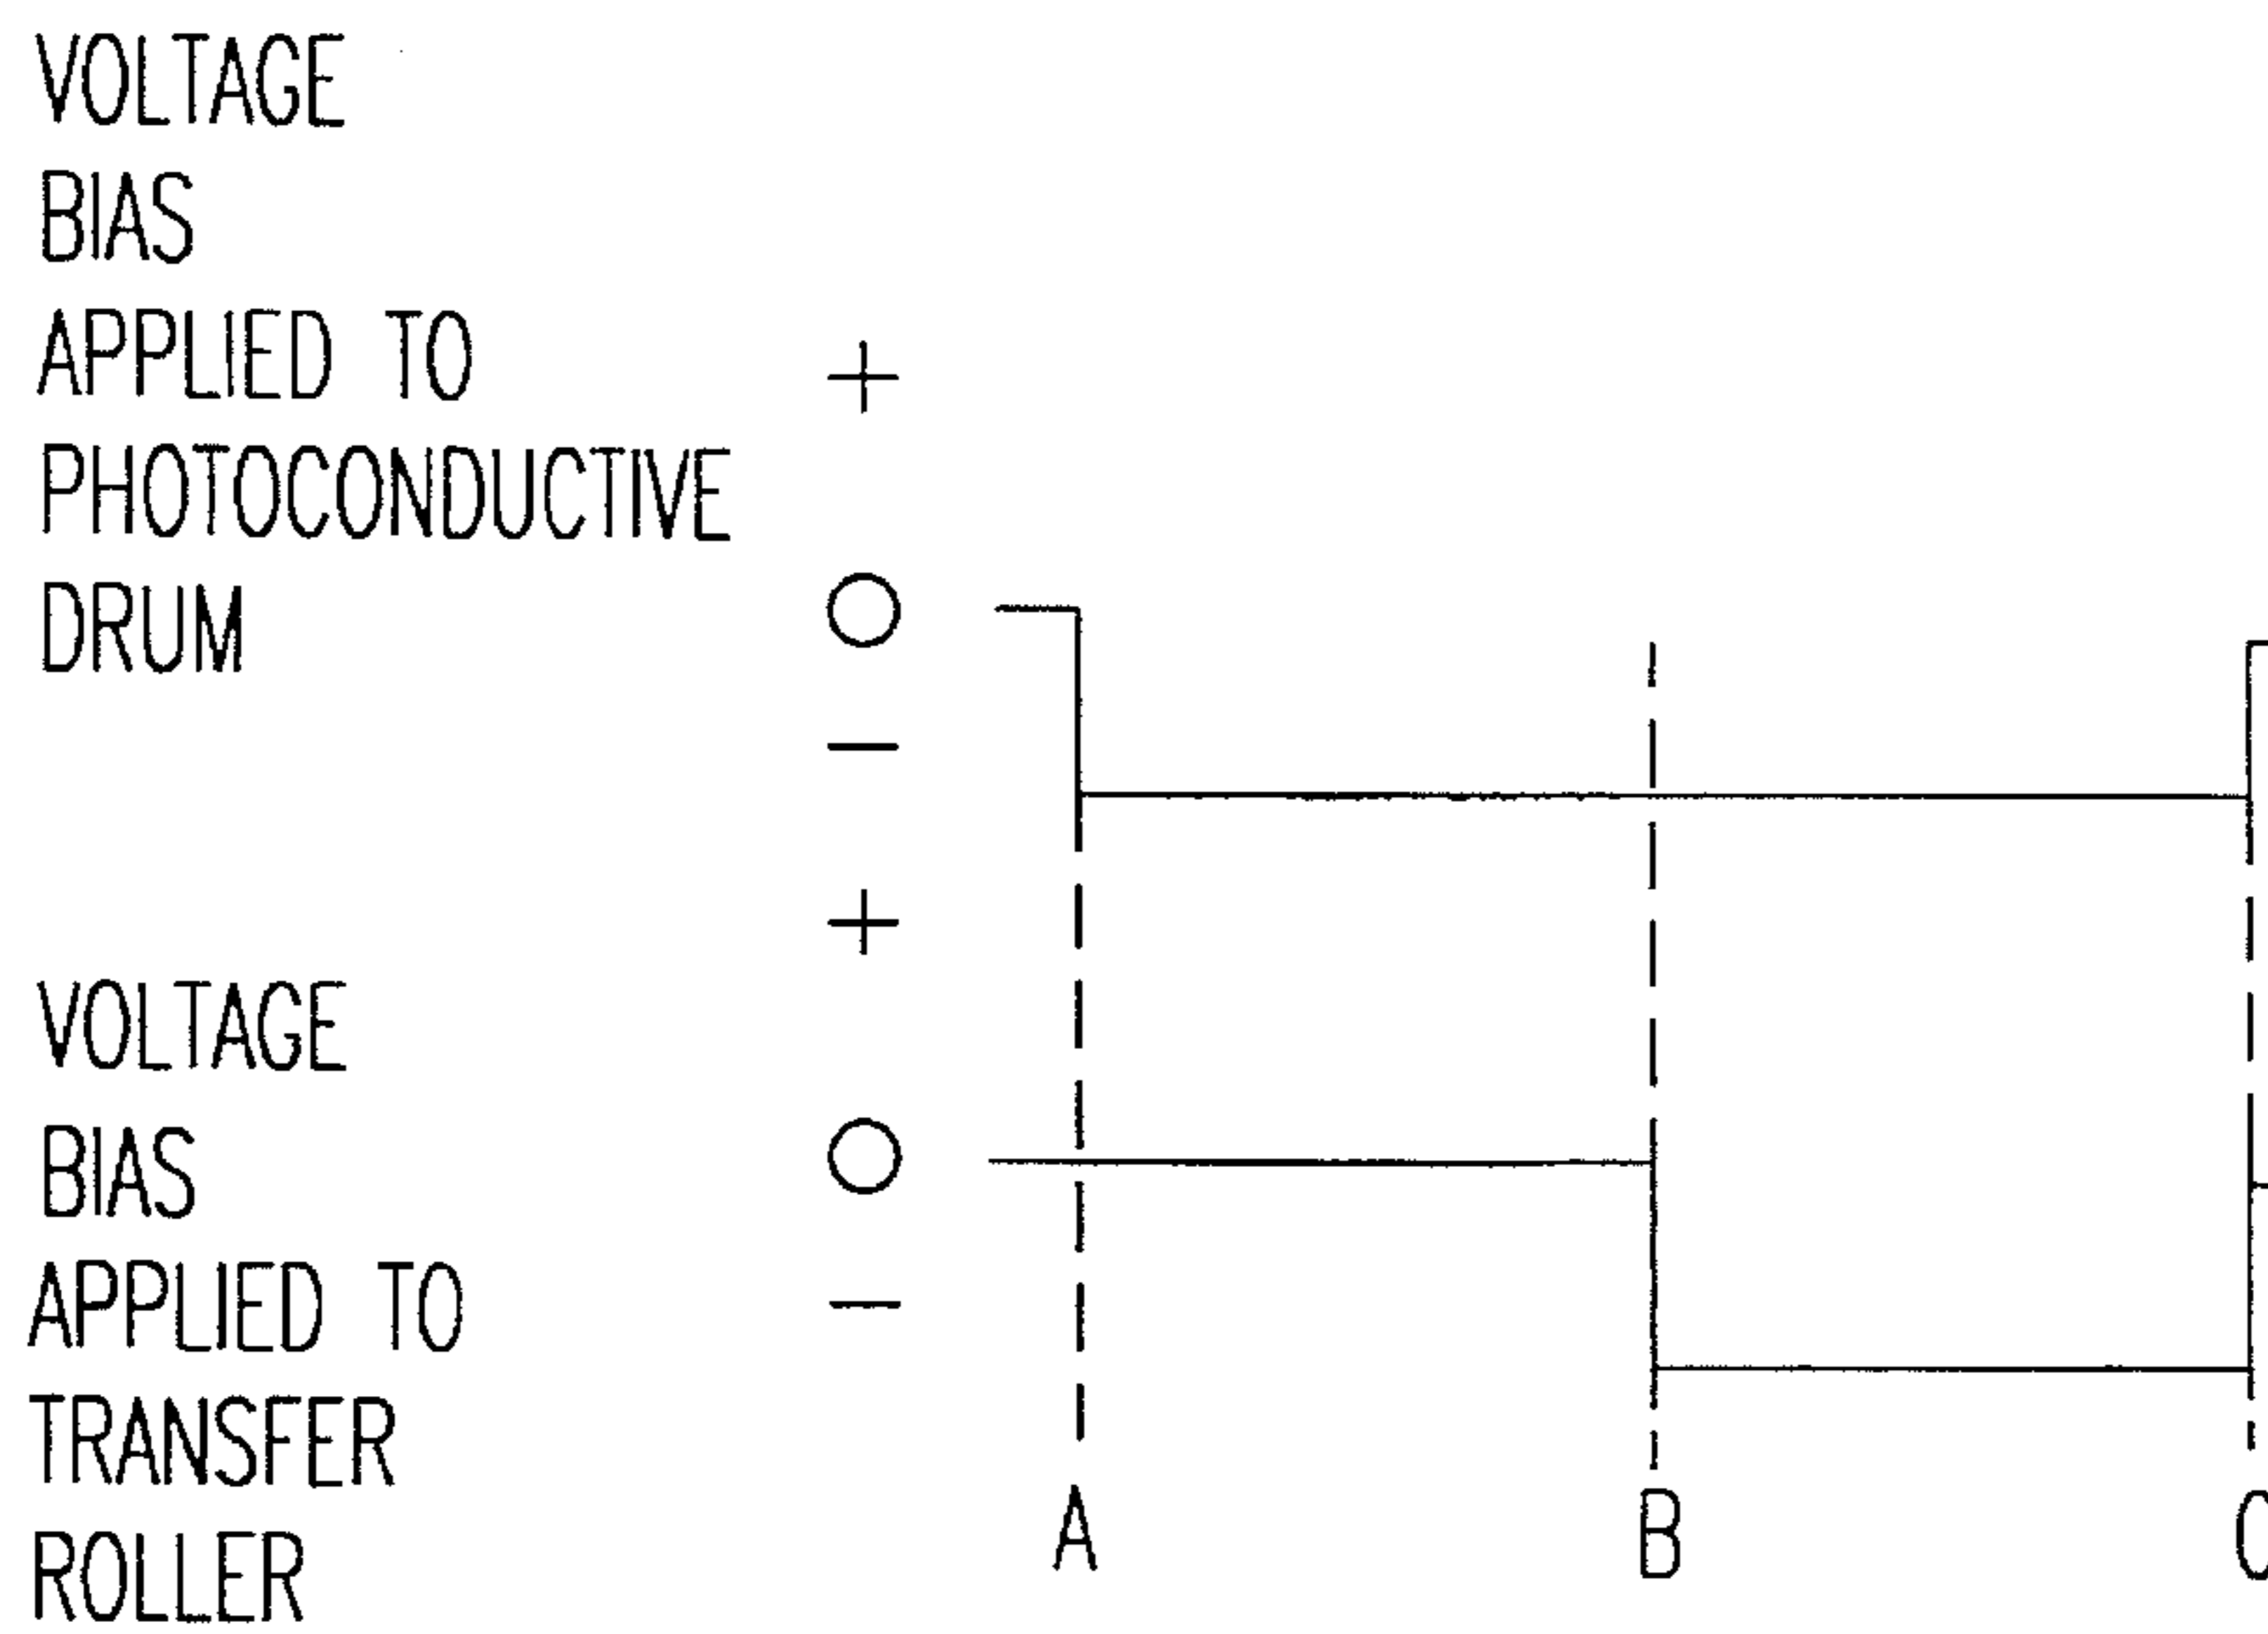 VOLTAGE
BIAS
APPLIED TO
PHOTOCONDUCTIVE
DRUM
+
O
−
+
VOLTAGE
BIAS
APPLIED TO
TRANSFER
ROLLER
O
−
A
B